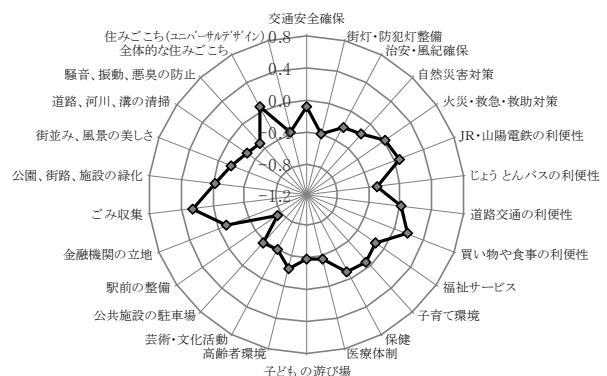 交通安全確保
街灯・防犯灯整備
治安・風紀確保
自然災害対策
火災・救急・救助対策
JR・山陽電鉄の利便性
じょうとんバスの利便性
道路交通の利便性
買い物や食事の利便性
福祉サービス
子育て環境
保健
医療体制
子どもの遊び場
高齢者環境
芸術・文化活動
公共施設の駐車場
駅前の整備
金融機関の立地
ごみ収集
公園、街路、施設の緑化
街並み、風景の美しさ
道路、河川、溝の清掃
騒音、振動、悪臭の防止
全体的な住みごこち
住みごこち(ユニバーサルデザイン)
0.8
0.4
0.0
-0.8
-1.2